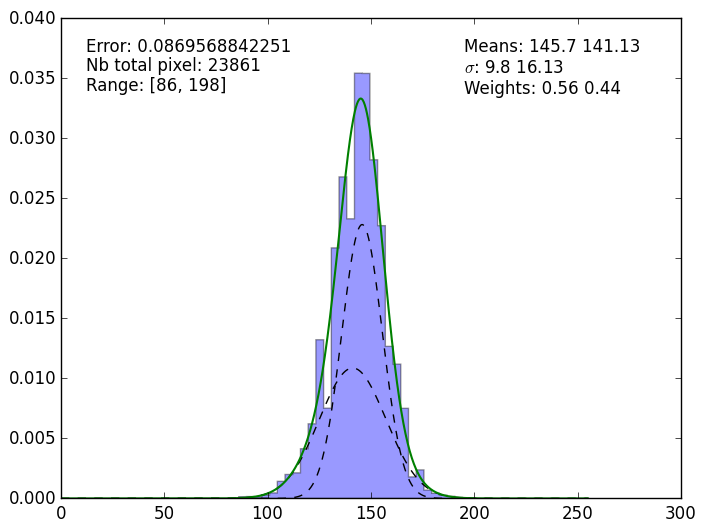 Error: 0.0869568842251
Nb total pixel: 23861
Range: [86, 198]
Means: 145.7 141.13
σ: 9.8 16.13
Weights: 0.56 0.44
0.040
0.035
0.030
0.025
0.020
0.015
0.010
0.005
0.000
0 50 100 150 200 250 300